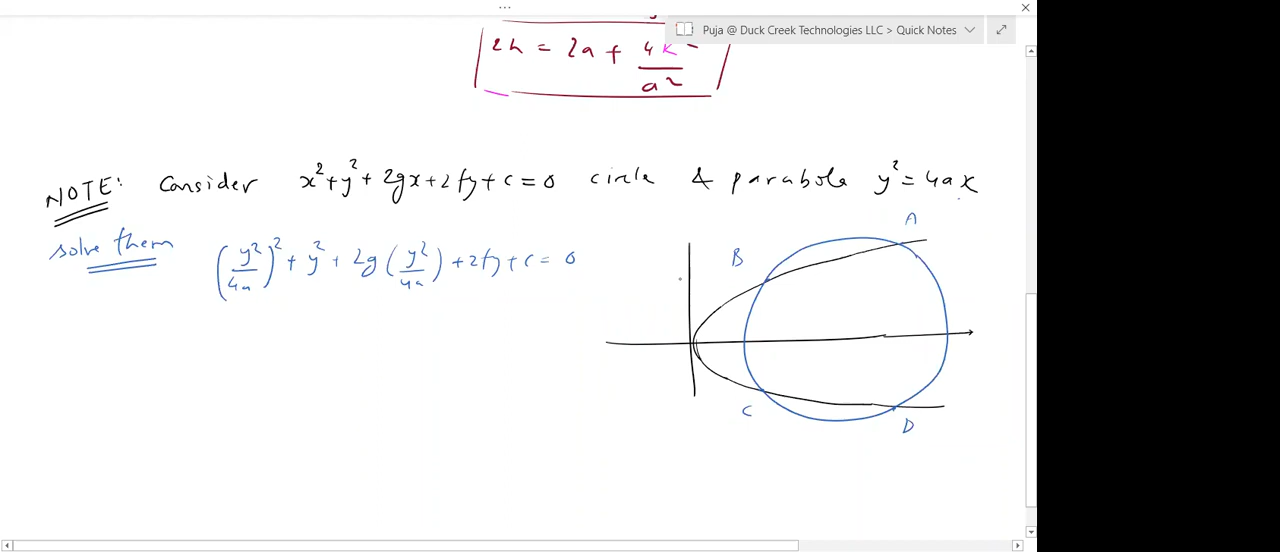 Puja @ Duck Creek Technologies LLC > Quick Notes
2h = 2a + 4k²/a²
NOTE: Consider x² + y² + 2gx + 2fy + c = 0 circle & parabola y² = 4ax
solve them (y²/4a)² + y² + 2g(y²/4a) + 2fy + c = 0
A
B
C
D